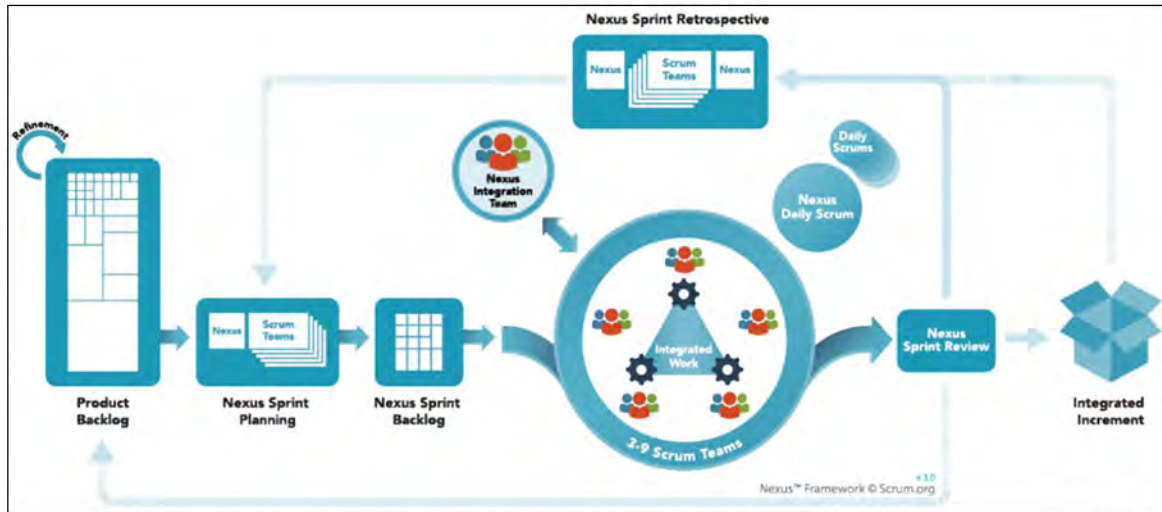 Nexus Sprint Retrospective
Nexus
Scrum
Teams
Nexus
Refinement
Daily
Scrums
Nexus
Integration
Team
Nexus
Daily Scrum
Nexus
Scrum
Teams
Integrated
Work
Nexus
Sprint Review
Product
Backlog
Nexus Sprint
Planning
Nexus Sprint
Backlog
Integrated
Increment
3-9 Scrum Teams
v 3.0
Nexus™ Framework © Scrum.org